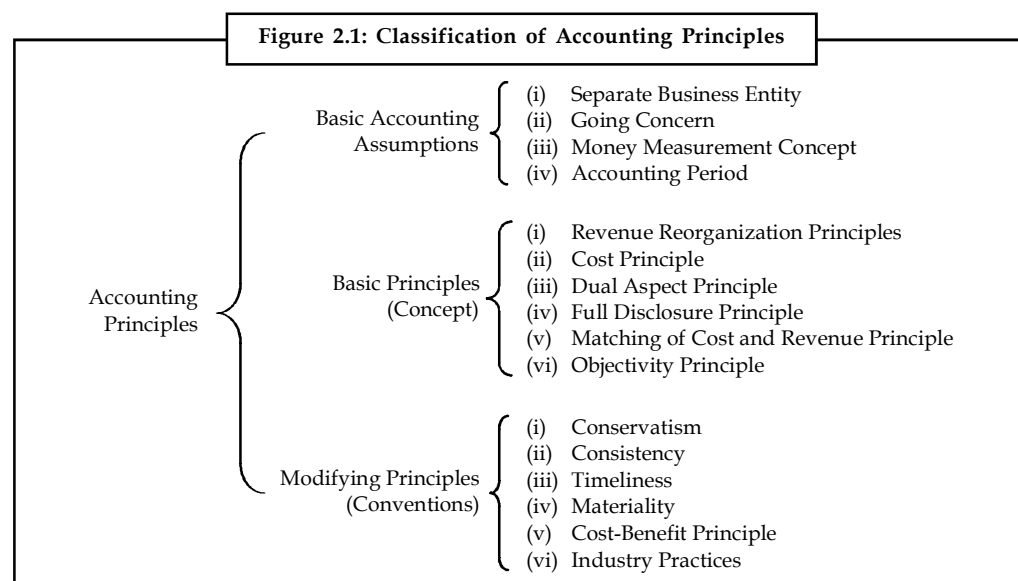 Figure 2.1: Classification of Accounting Principles
Accounting
Principles
Basic Accounting
Assumptions
(i) Separate Business Entity
(ii) Going Concern
(iii) Money Measurement Concept
(iv) Accounting Period
Basic Principles
(Concept)
(i) Revenue Reorganization Principles
(ii) Cost Principle
(iii) Dual Aspect Principle
(iv) Full Disclosure Principle
(v) Matching of Cost and Revenue Principle
(vi) Objectivity Principle
Modifying Principles
(Conventions)
(i) Conservatism
(ii) Consistency
(iii) Timeliness
(iv) Materiality
(v) Cost-Benefit Principle
(vi) Industry Practices